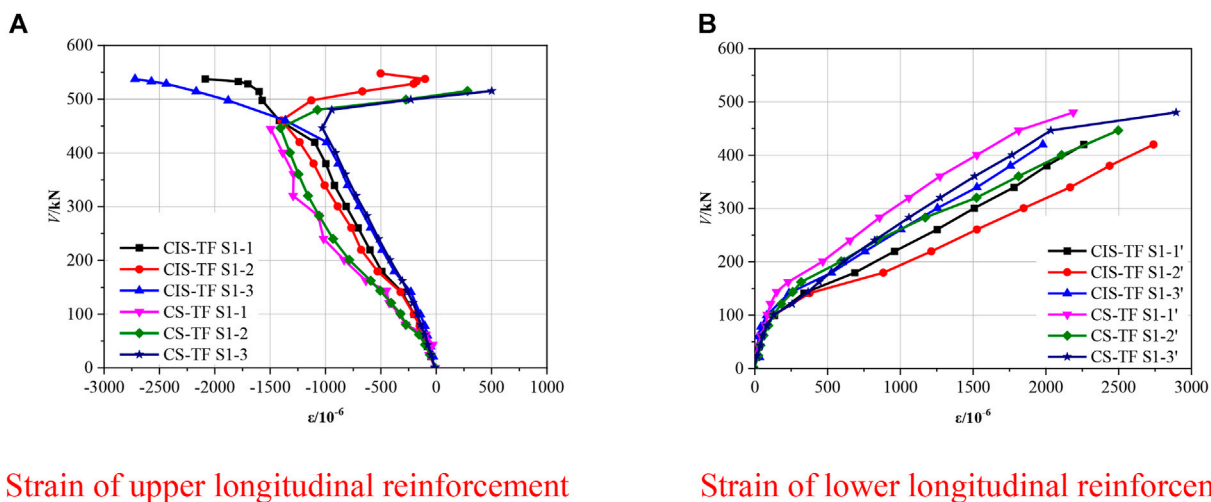 A
B
600
500
400
300
200
100
0
V/kN
CIS-TF S1-1
CIS-TF S1-2
CIS-TF S1-3
CS-TF S1-1
CS-TF S1-2
CS-TF S1-3
-3000 -2500 -2000 -1500 -1000 -500 0 500 1000
ε/10-6
600
500
400
300
200
100
0
V/kN
CIS-TF S1-1'
CIS-TF S1-2'
CIS-TF S1-3'
CS-TF S1-1'
CS-TF S1-2'
CS-TF S1-3'
0 500 1000 1500 2000 2500 3000
ε/10-6
Strain of upper longitudinal reinforcement
Strain of lower longitudinal reinforcen